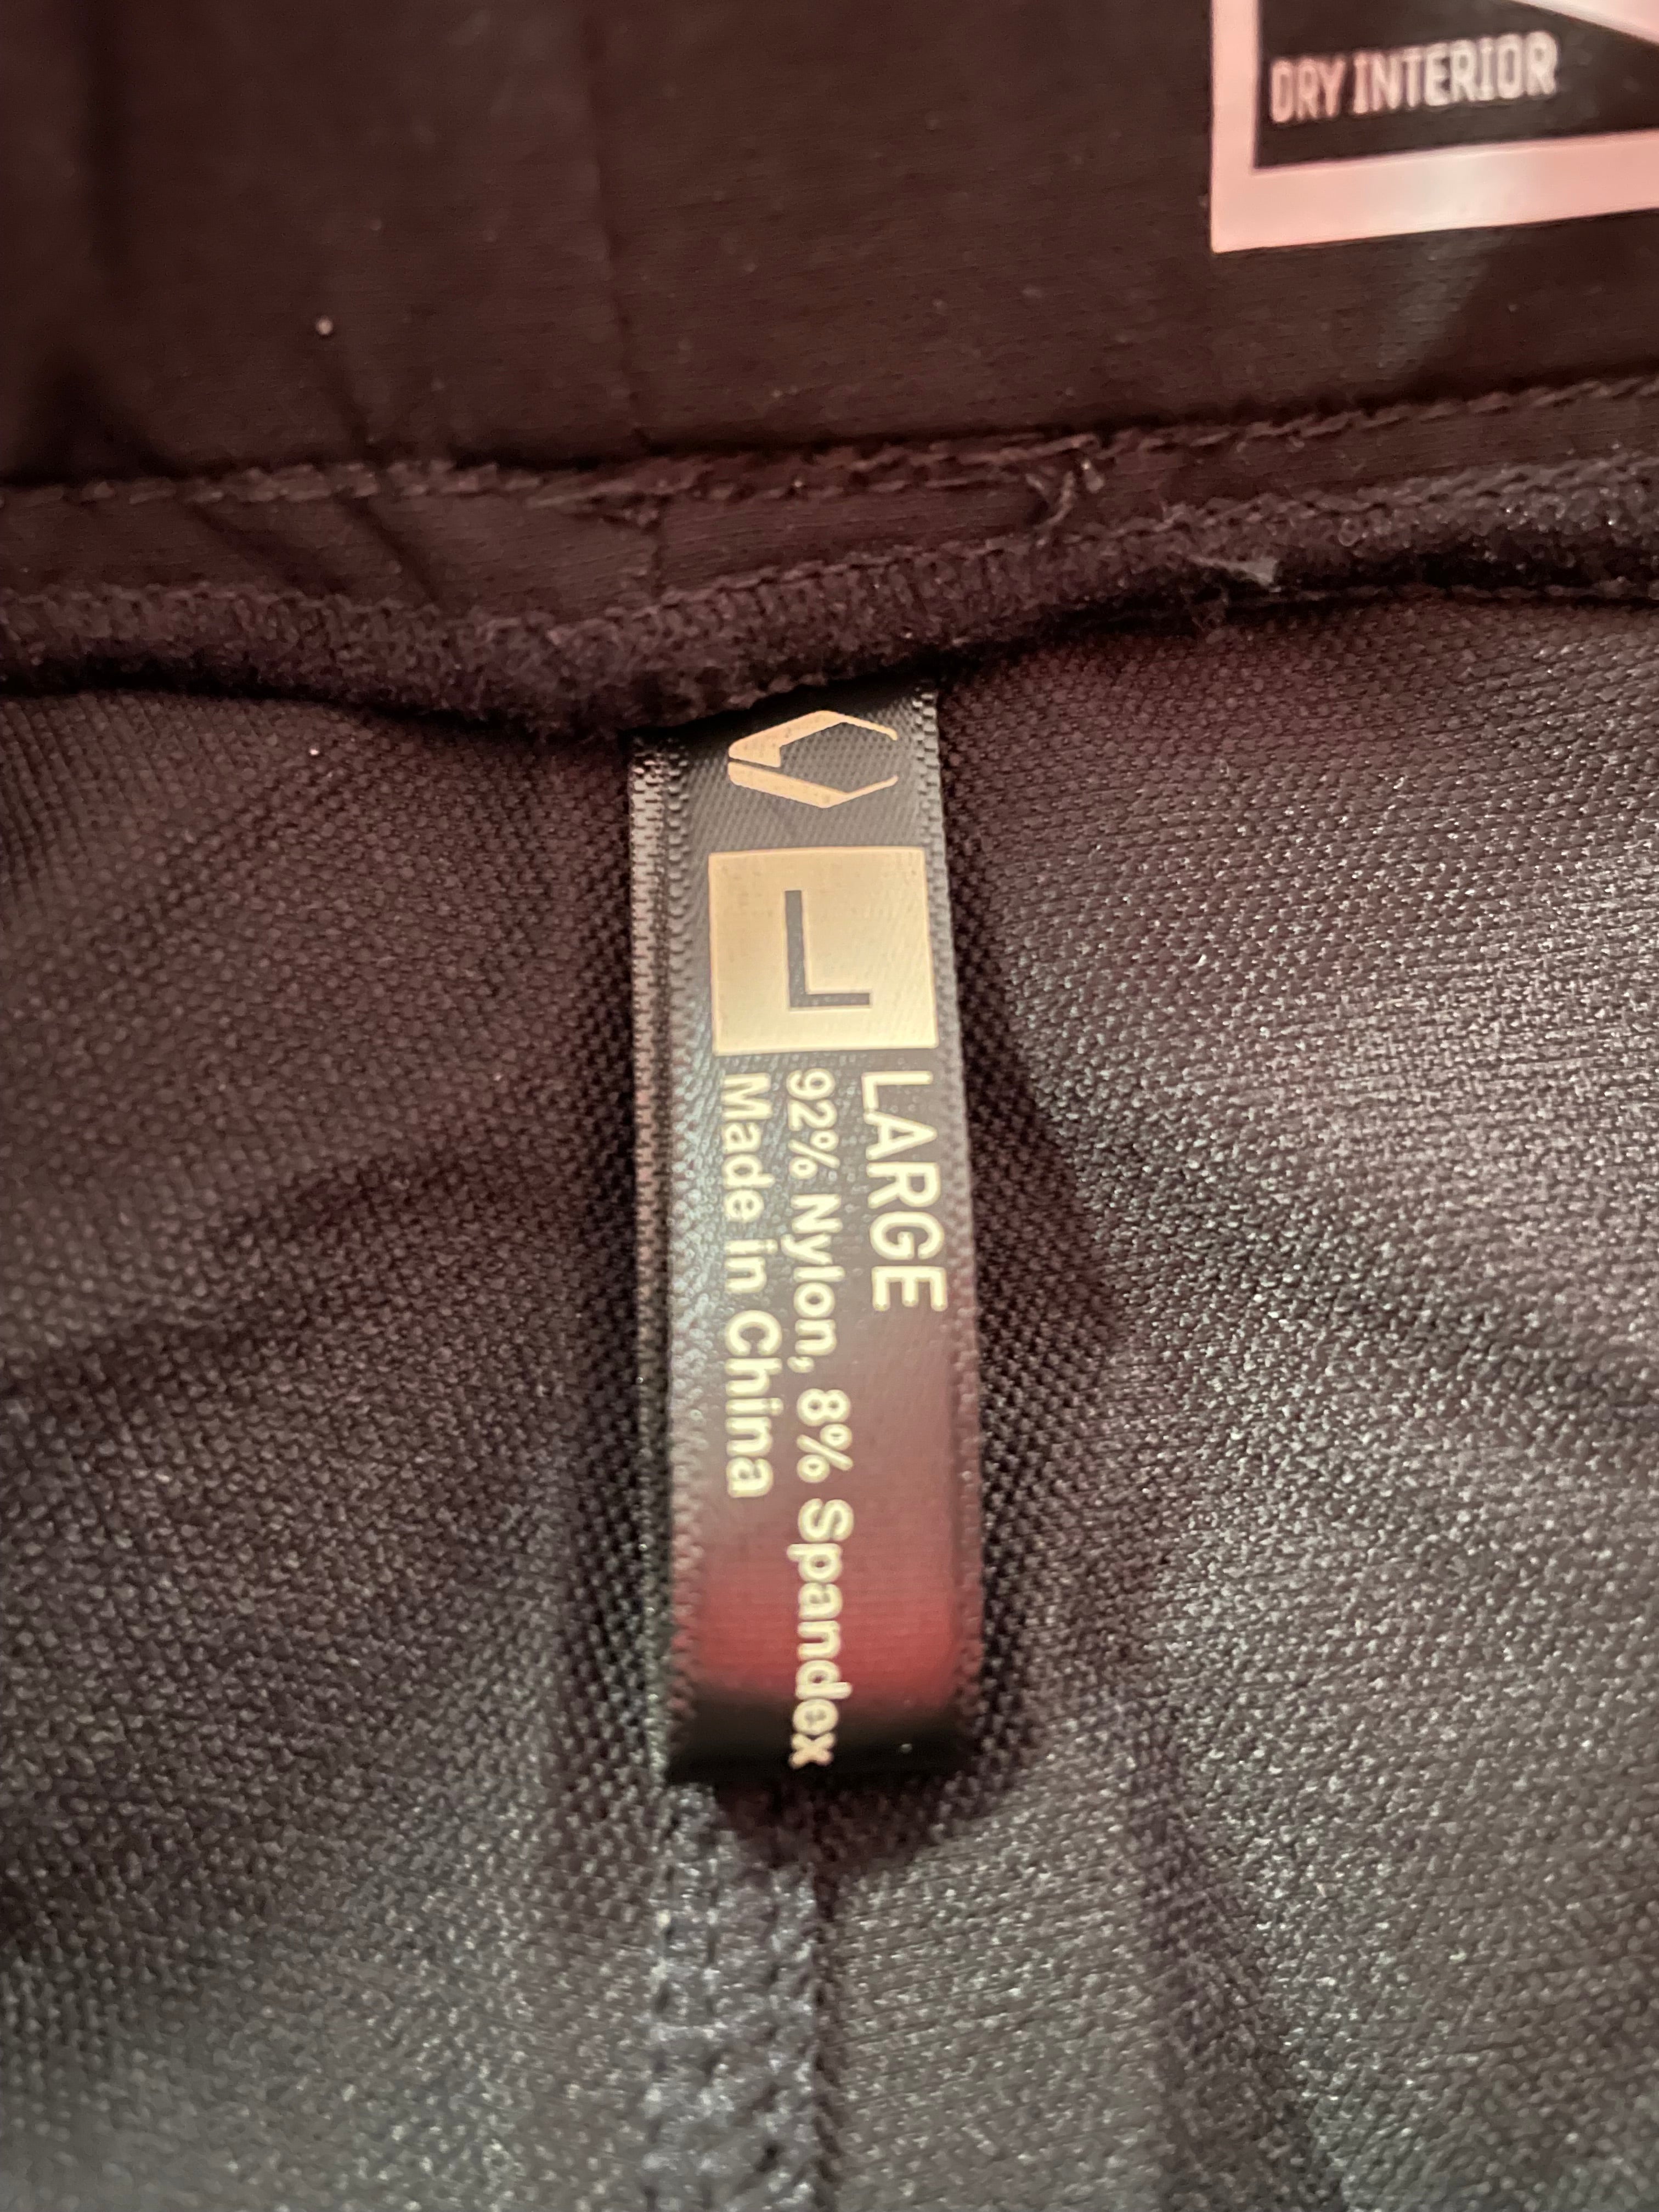 DRY INTERIOR
L
LARGE
92% Nylon, 8% Spandex
Made in China